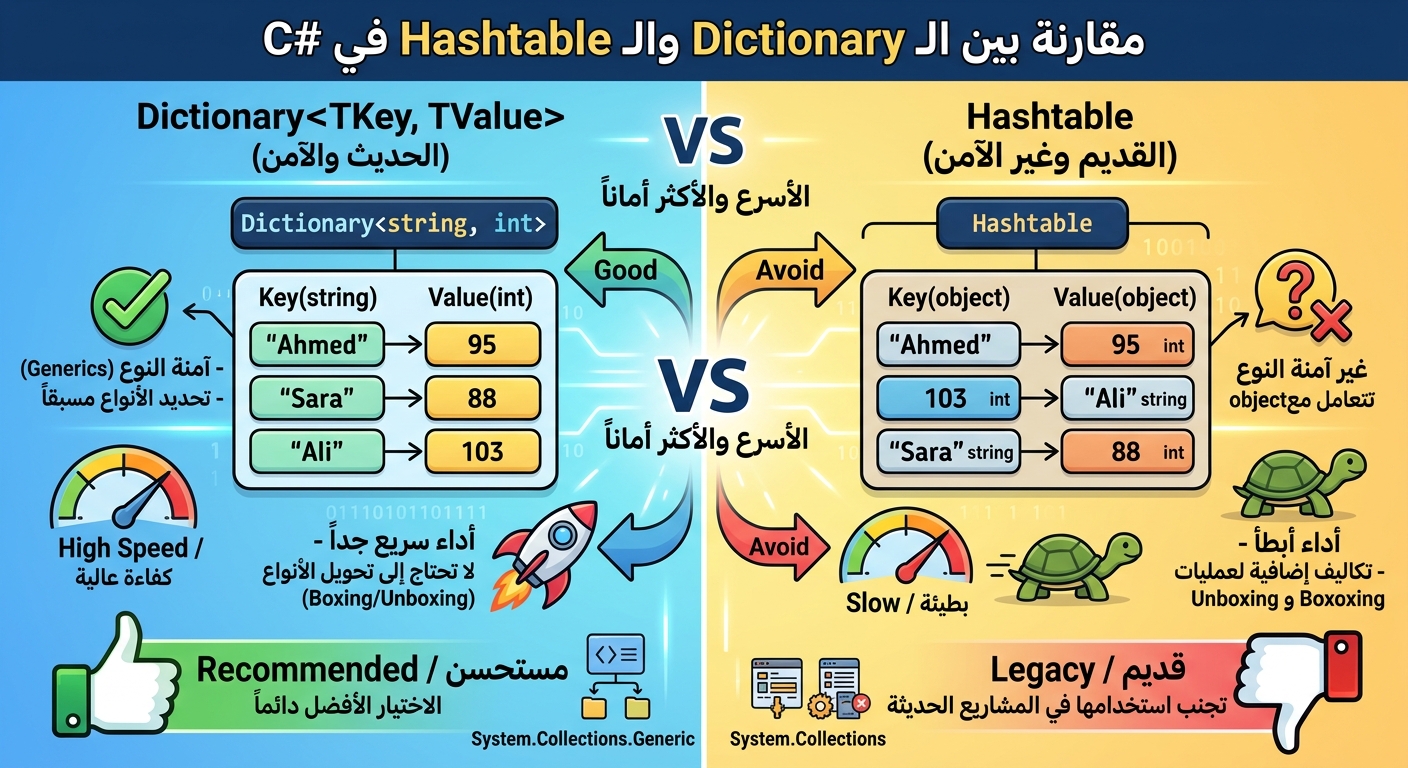 مقارنة بين الـ Dictionary والـ Hashtable في C#
Dictionary<TKey, TValue>
(الحديث والآمن)
Dictionary<string, int>
Key(string) Value(int)
“Ahmed” 95
“Sara” 88
“Ali” 103
- آمنة النوع (Generics)
- تحديد الأنواع مسبقاً
High Speed /
كفاءة عالية
أداء سريع جداً -
لا تحتاج إلى تحويل الأنواع
(Boxing/Unboxing)
Recommended / مستحسن
الاختيار الأفضل دائماً
System.Collections.Generic
VS
الأسرع والأكثر أماناً
Good
Avoid
VS
الأسرع والأكثر أماناً
Avoid
Hashtable
(القديم وغير الآمن)
Hashtable
Key(object) Value(object)
“Ahmed” 95 int
103 int “Ali” string
“Sara” string 88 int
?
غير آمنة النوع
تتعامل معobject
Slow / بطيئة
أداء أبطأ -
- تكاليف إضافية لعمليات
Unboxing و Boxoxing
Legacy / قديم
تجنب استخدامها في المشاريع الحديثة
System.Collections